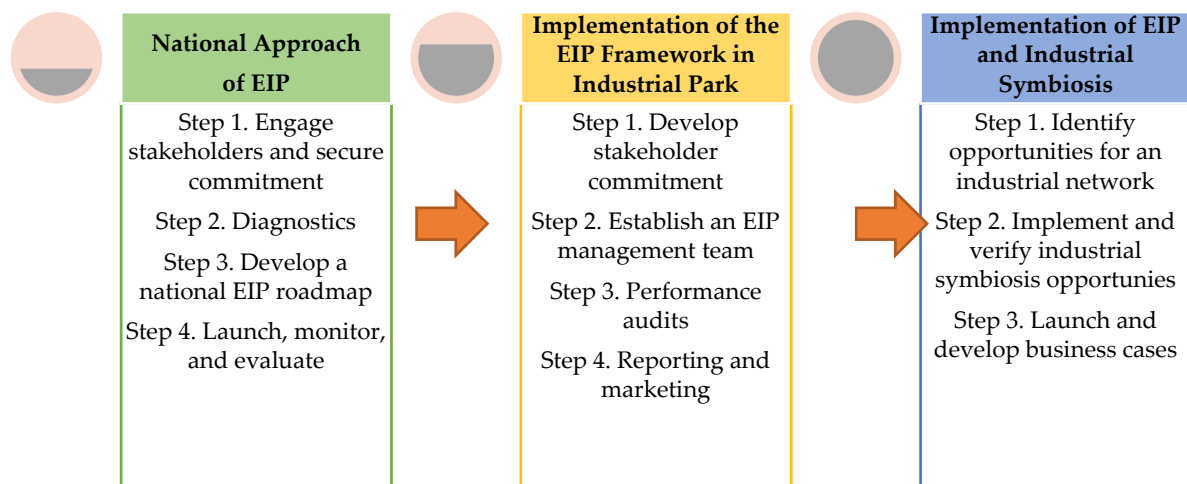 National Approach
of EIP
Step 1. Engage
stakeholders and secure
commitment
Step 2. Diagnostics
Step 3. Develop a
national EIP roadmap
Step 4. Launch, monitor,
and evaluate
Implementation of the
EIP Framework in
Industrial Park
Step 1. Develop
stakeholder
commitment
Step 2. Establish an EIP
management team
Step 3. Performance
audits
Step 4. Reporting and
marketing
Implementation of EIP
and Industrial
Symbiosis
Step 1. Identify
opportunities for an
industrial network
Step 2. Implement and
verify industrial
symbiosis opportunies
Step 3. Launch and
develop business cases